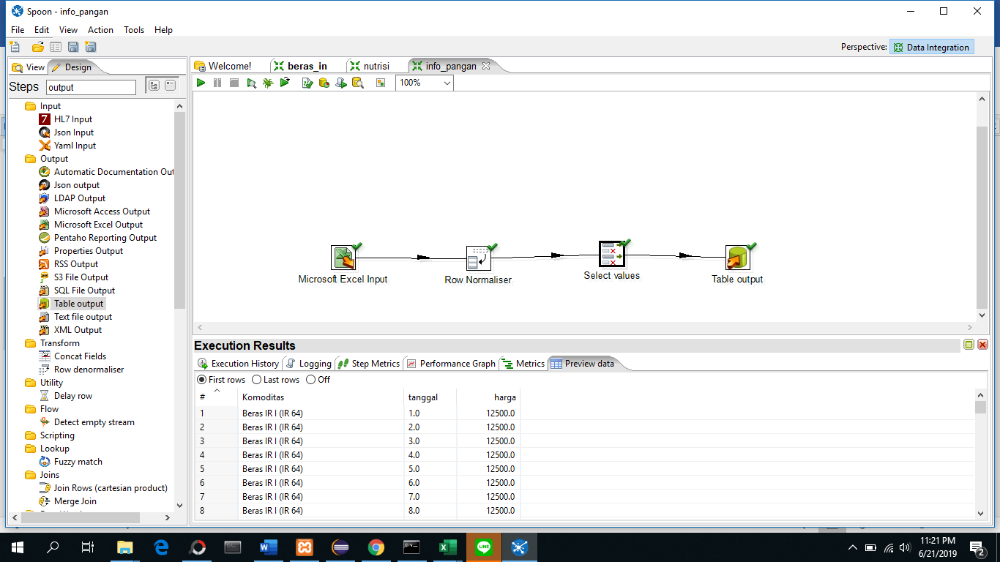 Spoon - info_pangan
File Edit View Action Tools Help
Perspective: Data Integration
View Design
Steps output
Input
HL7 Input
Json Input
Yaml Input
Output
Automatic Documentation Out
Json output
LDAP Output
Microsoft Access Output
Microsoft Excel Output
Pentaho Reporting Output
Properties Output
RSS Output
S3 File Output
SQL File Output
Table output
Text file output
XML Output
Transform
Concat Fields
Row denormaliser
Utility
Delay row
Flow
Detect empty stream
Scripting
Lookup
Fuzzy match
Joins
Join Rows (cartesian product)
Merge Join
Welcome! beras_in nutrisi info_pangan
100%
Microsoft Excel Input
Row Normaliser
Select values
Table output
Execution Results
Execution History Logging Step Metrics Performance Graph Metrics Preview data
First rows Last rows Off
# Komoditas tanggal harga
1 Beras IR I (IR 64) 1.0 12500.0
2 Beras IR I (IR 64) 2.0 12500.0
3 Beras IR I (IR 64) 3.0 12500.0
4 Beras IR I (IR 64) 4.0 12500.0
5 Beras IR I (IR 64) 5.0 12500.0
6 Beras IR I (IR 64) 6.0 12500.0
7 Beras IR I (IR 64) 7.0 12500.0
8 Beras IR I (IR 64) 8.0 12500.0
LINE
11:21 PM
6/21/2019
2